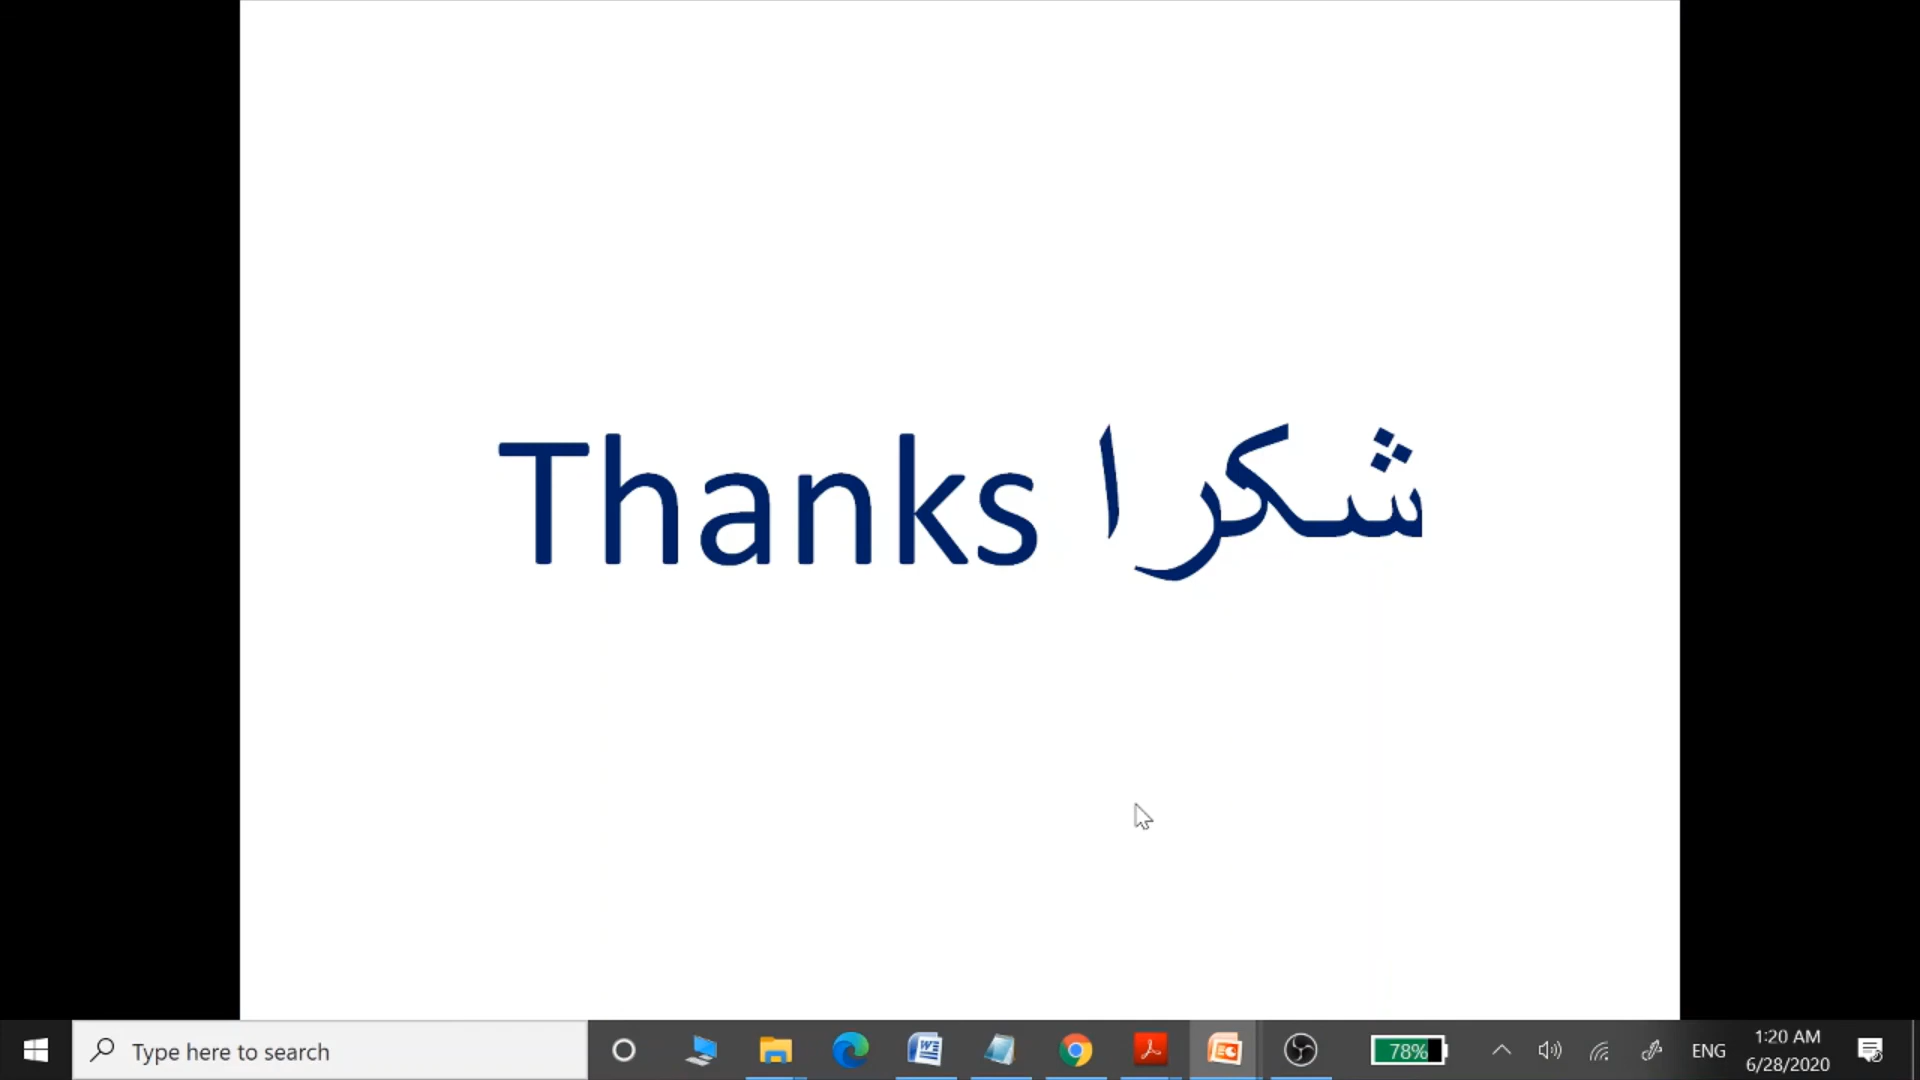 Thanks شكرا
Type here to search
78%
ENG
1:20 AM
6/28/2020